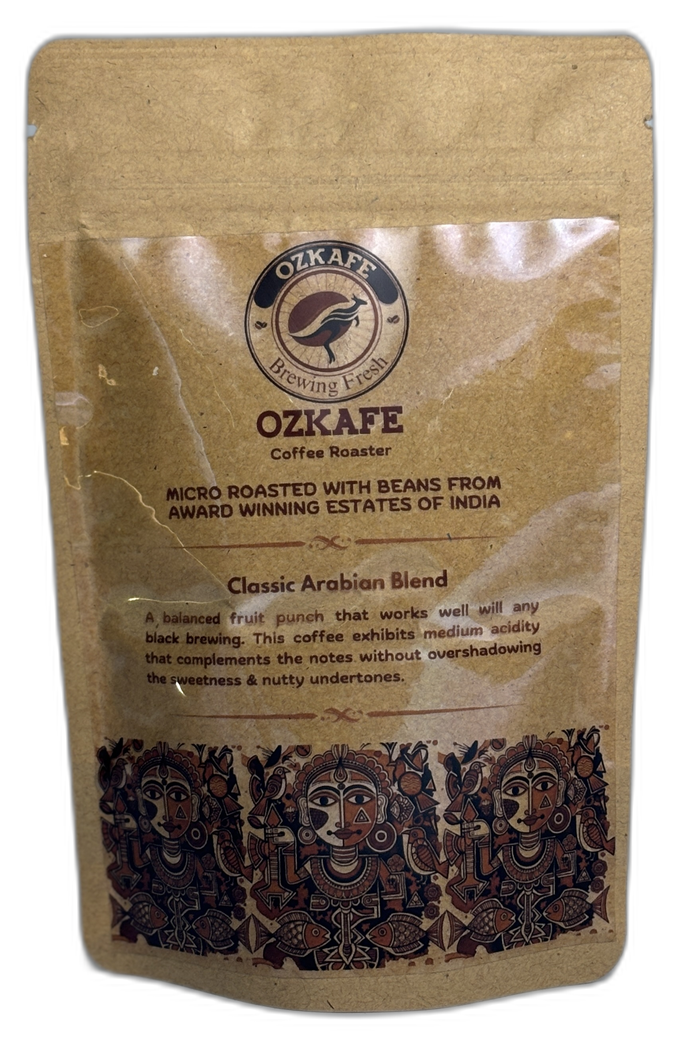 OZKAFE
Brewing Fresh
OZKAFE
Coffee Roaster
MICRO ROASTED WITH BEANS FROM
AWARD WINNING ESTATES OF INDIA
Classic Arabian Blend
A balanced fruit punch that works well will any
black brewing. This coffee exhibits medium acidity
that complements the notes without overshadowing
the sweetness & nutty undertones.